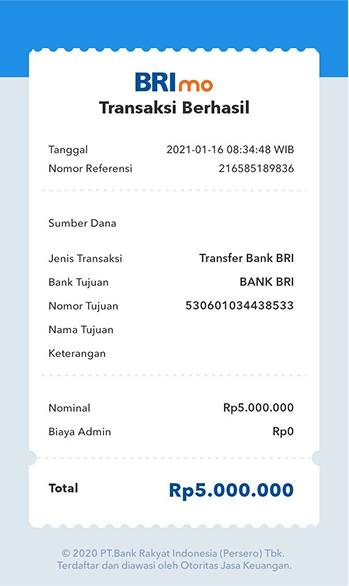 BRImo
Transaksi Berhasil
Tanggal 2021-01-16 08:34:48 WIB
Nomor Referensi 216585189836
Sumber Dana
Jenis Transaksi Transfer Bank BRI
Bank Tujuan BANK BRI
Nomor Tujuan 530601034438533
Nama Tujuan
Keterangan
Nominal Rp5.000.000
Biaya Admin Rp0
Total Rp5.000.000
© 2020 PT.Bank Rakyat Indonesia (Persero) Tbk.
Terdaftar dan diawasi oleh Otoritas Jasa Keuangan.